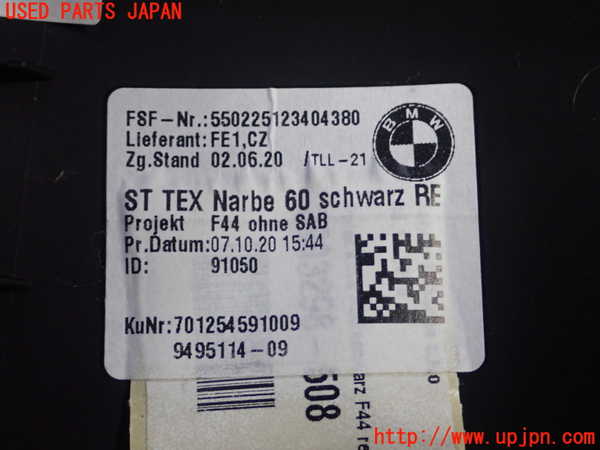 USED PARTS JAPAN
FSF-Nr.:550225123404380
Lieferant:FE1,CZ
Zg.Stand 02.06.20 /TLL-21
BMW
ST TEX Narbe 60 schwarz RE
Projekt F44 ohne SAB
Pr.Datum:07.10.20 15:44
ID: 91050
KuNr:701254591009
9495114-09
508
arz F44 re
http://www.upjpn.com/